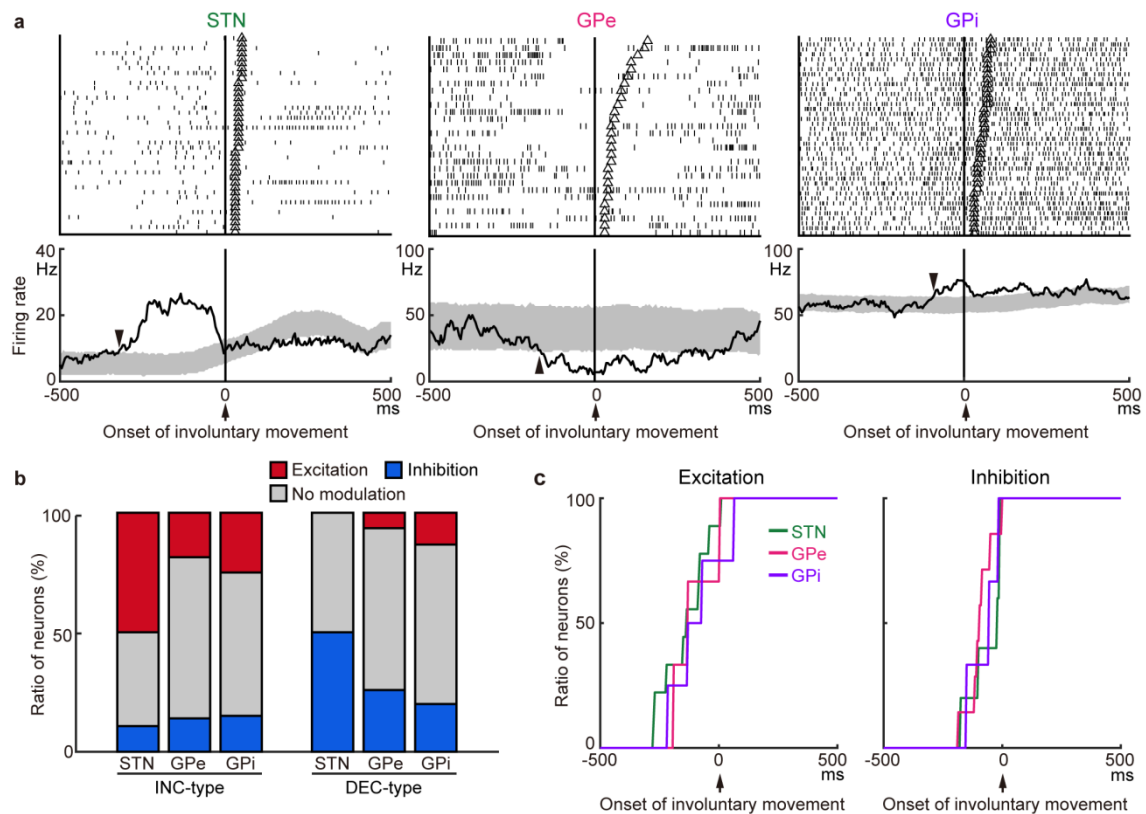 a
STN GPe GPi
40 100 100
Hz Hz Hz
20 50 50
Firing rate
0 0 0
-500 0 500 -500 0 500 -500 0 500
ms ms ms
Onset of involuntary movement Onset of involuntary movement Onset of involuntary movement
b
Excitation Inhibition
No modulation
100
50
0
Ratio of neurons (%)
STN GPe GPi STN GPe GPi
INC-type DEC-type
c
Excitation Inhibition
100
STN
GPe
GPi
50
0
Ratio of neurons (%)
-500 0 500 -500 0 500
ms ms
Onset of involuntary movement Onset of involuntary movement